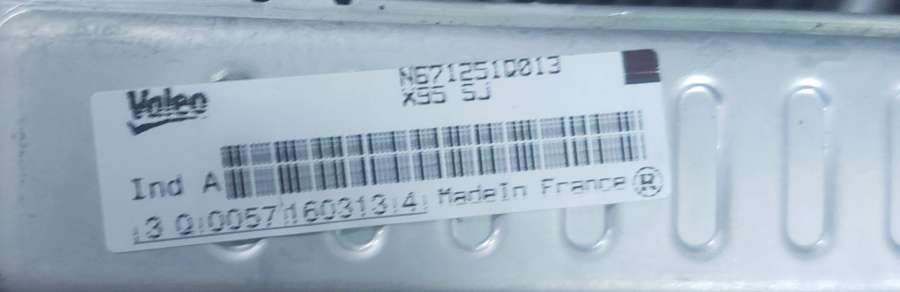 Valeo
N671251Q013
X95 SJ
Ind A
3 Q 0057 160313 4 MadeIn France R